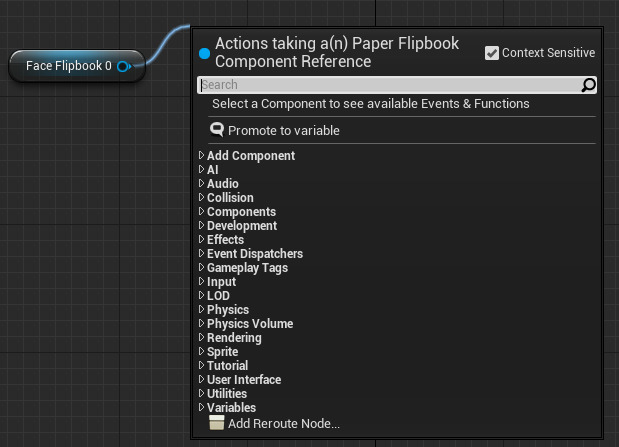 Face Flipbook 0
Actions taking a(n) Paper Flipbook
Component Reference
Context Sensitive
Search
Select a Component to see available Events & Functions
Promote to variable
Add Component
AI
Audio
Collision
Components
Development
Effects
Event Dispatchers
Gameplay Tags
Input
LOD
Physics
Physics Volume
Rendering
Sprite
Tutorial
User Interface
Utilities
Variables
Add Reroute Node...